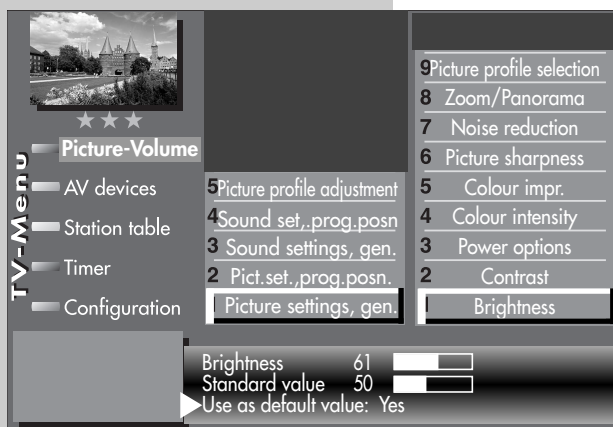 TV-Menu
Picture-Volume
AV devices
Station table
Timer
Configuration
5 Picture profile adjustment
4 Sound set,.prog.posn
3 Sound settings, gen.
2 Pict.set.,prog.posn.
Picture settings, gen.
9 Picture profile selection
8 Zoom/Panorama
7 Noise reduction
6 Picture sharpness
5 Colour impr.
4 Colour intensity
3 Power options
2 Contrast
Brightness
Brightness 61
Standard value 50
Use as default value: Yes